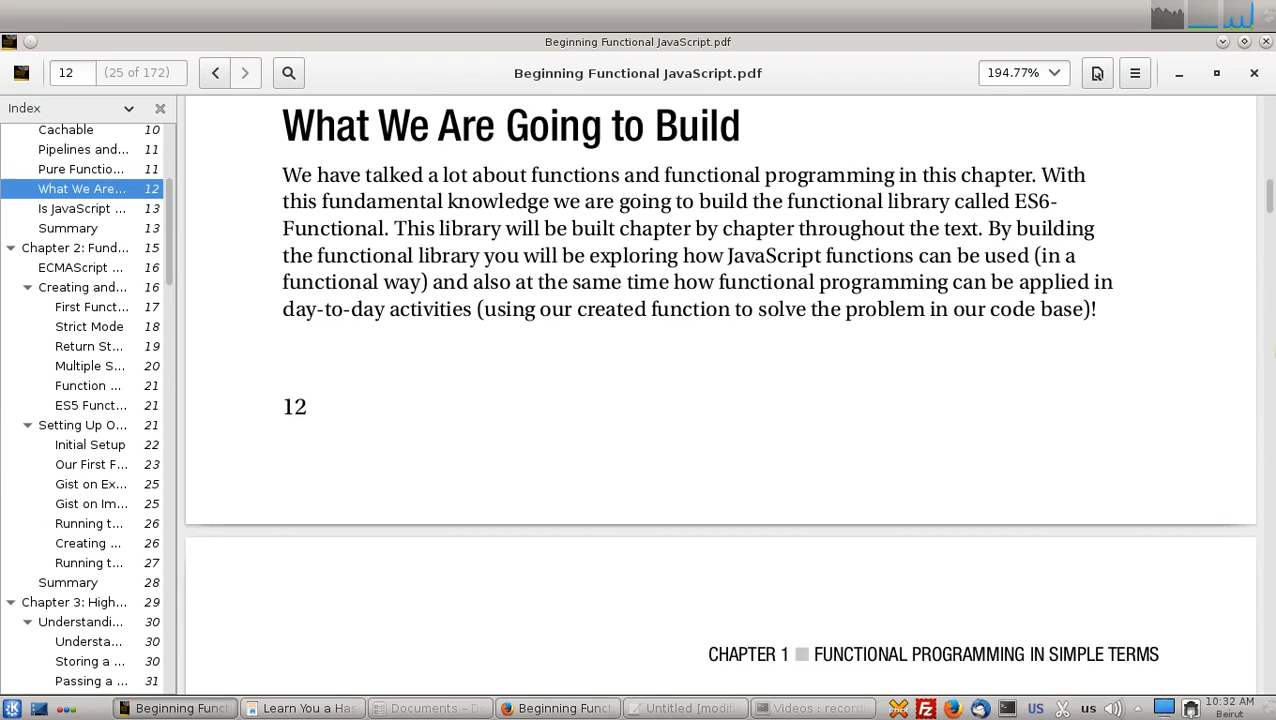 Beginning Functional JavaScript.pdf
12 (25 of 172)
Beginning Functional JavaScript.pdf
194.77%
Index
Cachable 10
Pipelines and... 11
Pure Functio... 11
What We Are... 12
Is JavaScript ... 13
Summary 13
Chapter 2: Fund... 15
ECMAScript ... 16
Creating and... 16
First Funct... 17
Strict Mode 18
Return St... 19
Multiple S... 20
Function ... 21
ES5 Funct... 21
Setting Up O... 21
Initial Setup 22
Our First F... 23
Gist on Ex... 25
Gist on Im... 25
Running t... 26
Creating ... 26
Running t... 27
Summary 28
Chapter 3: High... 29
Understandi... 30
Understa... 30
Storing a ... 30
Passing a ... 31
What We Are Going to Build
We have talked a lot about functions and functional programming in this chapter. With
this fundamental knowledge we are going to build the functional library called ES6-
Functional. This library will be built chapter by chapter throughout the text. By building
the functional library you will be exploring how JavaScript functions can be used (in a
functional way) and also at the same time how functional programming can be applied in
day-to-day activities (using our created function to solve the problem in our code base)!
12
CHAPTER 1 ■ FUNCTIONAL PROGRAMMING IN SIMPLE TERMS
Beginning Func
Learn You a Has
Documents – D
Beginning Func
Untitled [modif
Videos : record
US
us
10:32 AM
Beirut